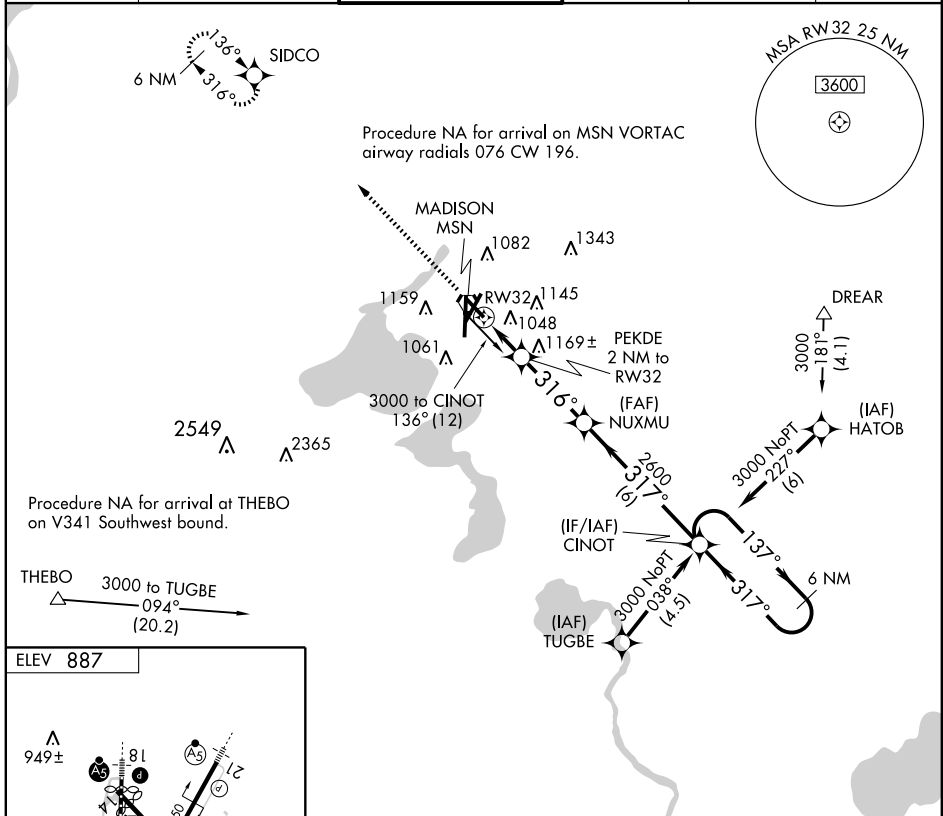 136°
316°
6 NM
SIDCO
MSA RW32 25 NM
3600
Procedure NA for arrival on MSN VORTAC
airway radials 076 CW 196.
MADISON
MSN
1082
1343
1159
RW32
1145
1048
1061
1169±
PEKDE
2 NM to
RW32
3000 to CINOT
136° (12)
316°
(FAF)
NUXMU
DREAR
3000
181°
(4.1)
(IAF)
HATOB
3000 NoPT
227°
(6)
2549
2365
2600
317°
(6)
Procedure NA for arrival at THEBO
on V341 Southwest bound.
(IF/IAF)
CINOT
137°
317°
6 NM
THEBO
3000 to TUGBE
094°
(20.2)
3000 NoPT
038°
(4.5)
(IAF)
TUGBE
ELEV 887
949±
A5
18
P
14
A5
21
P
50